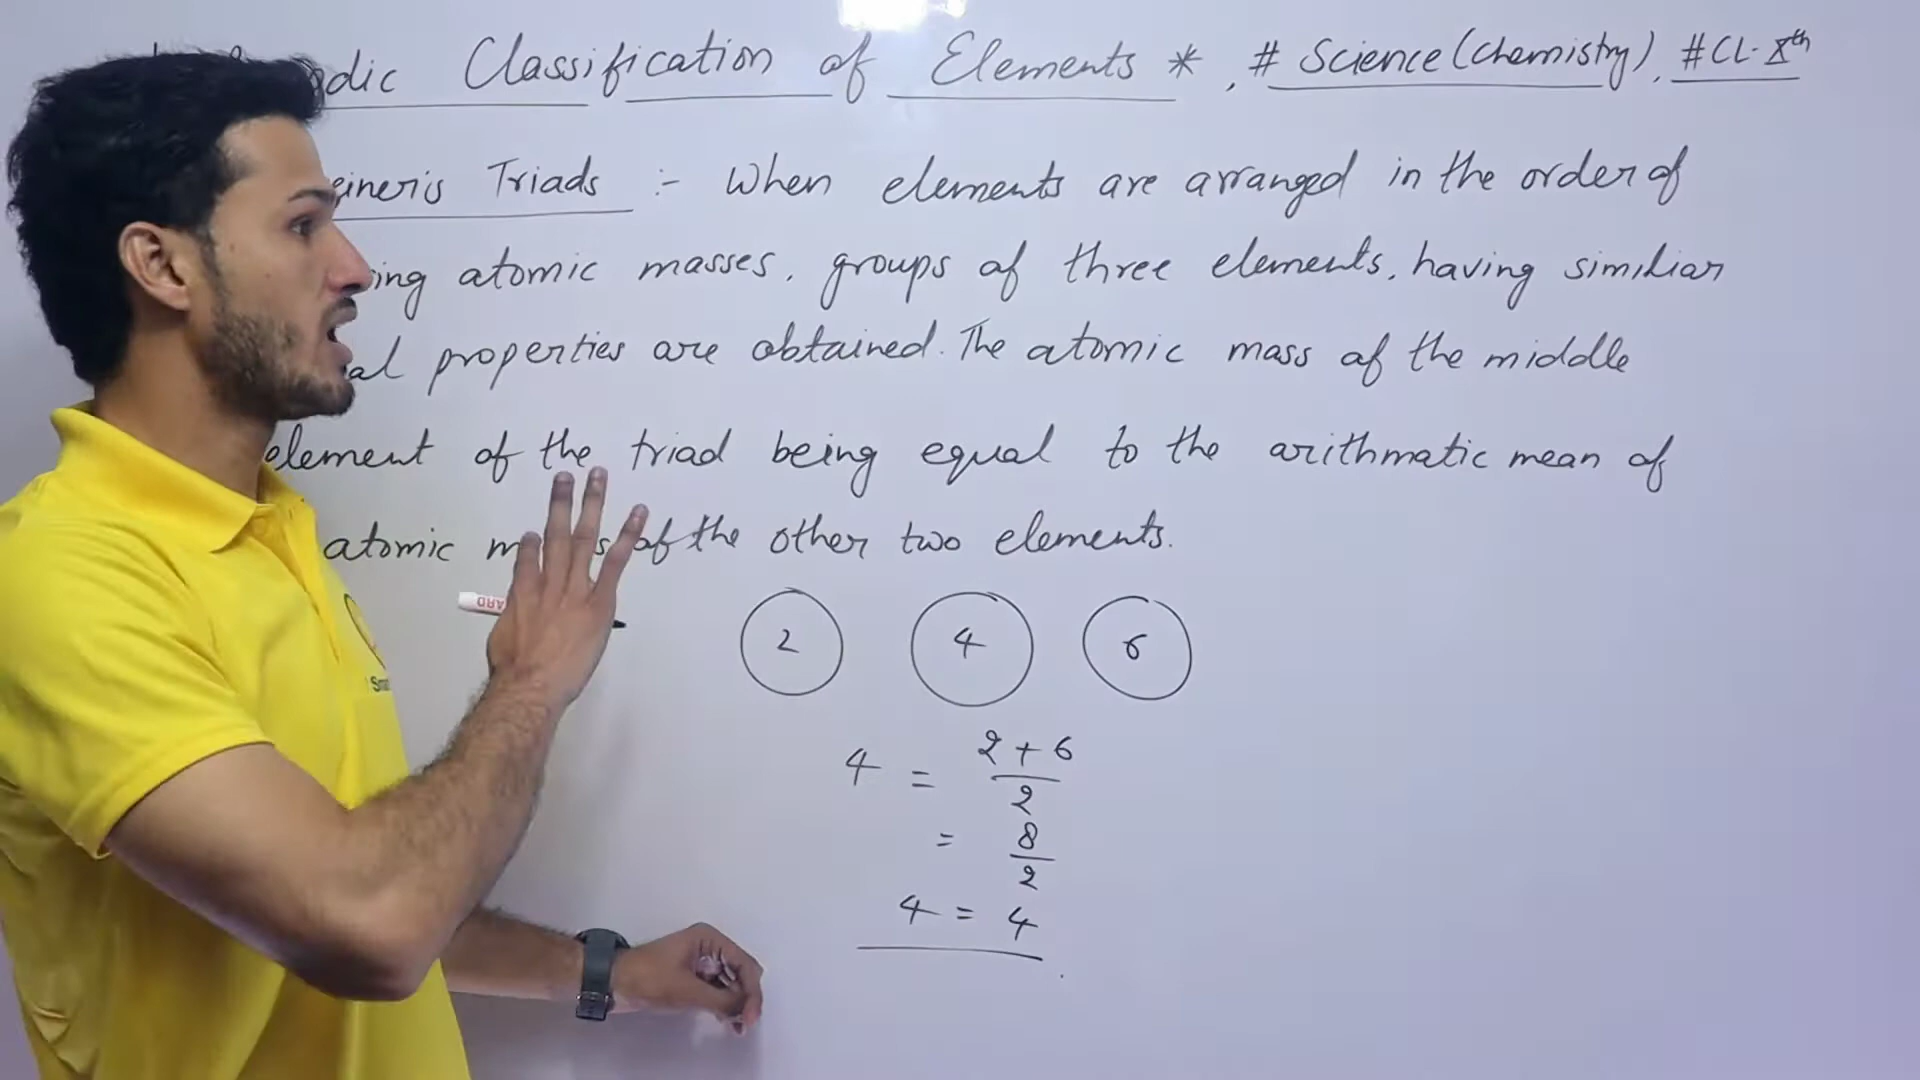 Classification of Elements *, # Science (Chemistry), #CL-Xth
Triads :- When elements are arranged in the order of
atomic masses, groups of three elements, having similiar
properties are obtained. The atomic mass of the middle
element of the triad being equal to the arithmatic mean of
atomic of the other two elements.
2 4 6
4 = 2 + 6
2
= 8
2
4 = 4